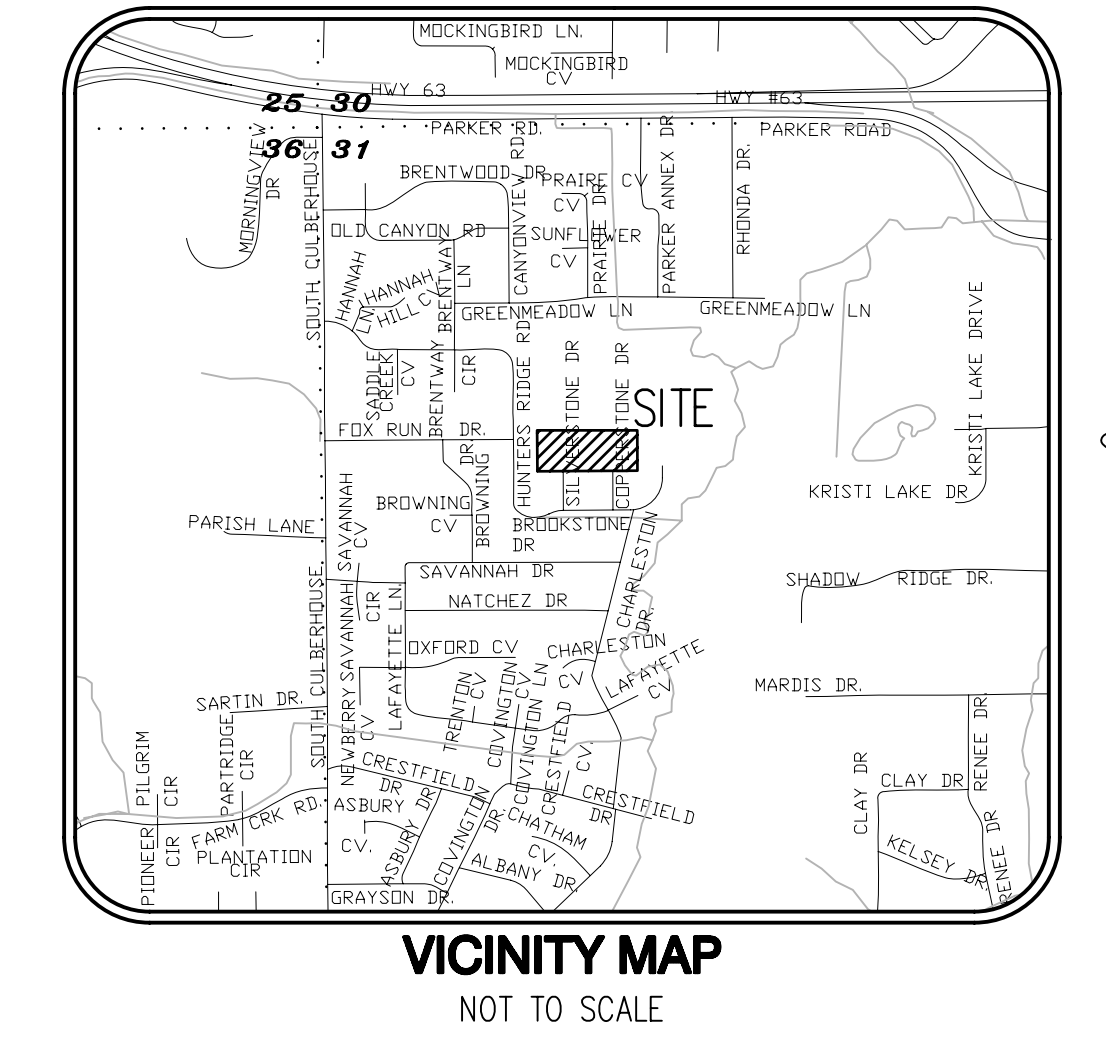 MOCKINGBIRD LN.
MOCKINGBIRD
CV
HWY 63
HWY #63
25
30
36
31
PARKER RD.
PARKER ROAD
MORNINGVIEW
DR
SOUTH CULBERHOUSE
BRENTWOOD DR
CANYONVIEW RD
PRAIRE CV
CV
PRAIRIE DR
PARKER ANNEX DR
RHONDA DR.
OLD CANYON RD
SUNFLOWER
CV
HANNAH
LN.
HANNAH
HILL CV
BRENTWAY
LN
GREENMEADOW LN
GREENMEADOW LN
KRISTI LAKE DRIVE
SADDLE
CREEK
CV
BRENTWAY
CIR
HUNTERS RIDGE RD
SILVERSTONE DR
COPPERSTONE DR
SITE
FOX RUN DR.
BROWNING
DR.
BROWNING
CV
KRISTI LAKE DR
PARISH LANE
SAVANNAH
CV
BROOKSTONE
DR
CHARLESTON
DR.
SAVANNAH DR
SHADOW RIDGE DR.
SAVANNAH
CIR
NATCHEZ DR
LAFAYETTE LN.
SOUTH CULBERHOUSE
OXFORD CV
CHARLESTON
CV
LAFAYETTE
CV
MARDIS DR.
SARTIN DR.
NEWBERRY
CV
TRENTON
CV
COVINGTON
CV
COVINGTON LN
CRESTFIELD
CV.
RENEE DR.
PILGRIM
CIR
PARTRIDGE
CIR
CRESTFIELD
DR
CRESTFIELD
DR
CLAY DR
CLAY DR
FARM CRK RD.
ASBURY
CV.
ASBURY DR
COVINGTON
DR.
CHATHAM
CV.
RENEE DR
PIONEER
CIR
PLANTATION
CIR
ALBANY DR.
KELSEY DR
GRAYSON DR.
VICINITY MAP
NOT TO SCALE